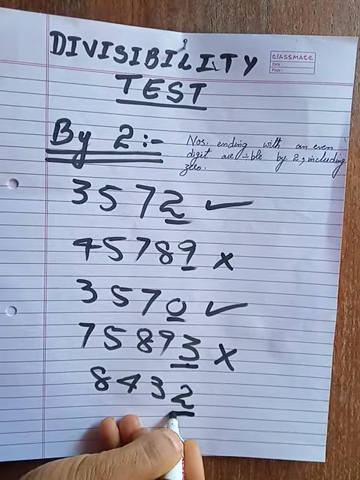 DIVISIBILITY
TEST
CLASSMATE
Date
Page
By 2:-
Nos. ending with an even
digit are ÷ble by 2, including
zero.
3572 ✓
45789 x
3570 ✓
75893 x
8432